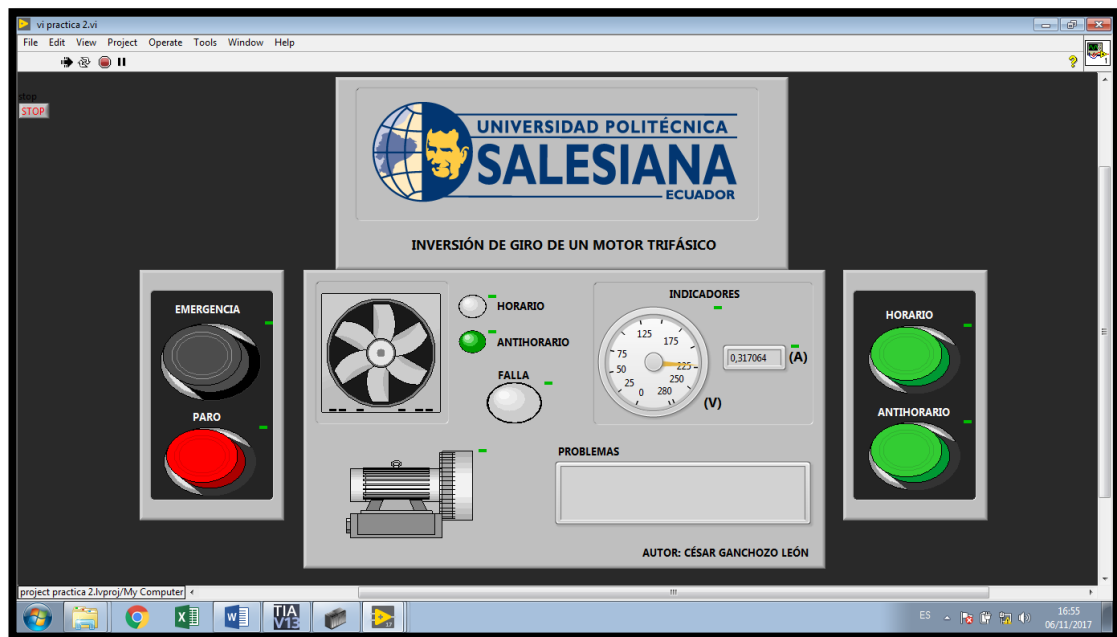 vi practica 2.vi
File Edit View Project Operate Tools Window Help
stop
STOP
UNIVERSIDAD POLITÉCNICA
SALESIANA
ECUADOR
INVERSIÓN DE GIRO DE UN MOTOR TRIFÁSICO
EMERGENCIA
PARO
HORARIO
ANTIHORARIO
FALLA
INDICADORES
125
175
75
50
225
25
250
0
280
(V)
0,317064
(A)
PROBLEMAS
AUTOR: CÉSAR GANCHOZO LEÓN
HORARIO
ANTIHORARIO
project practica 2.lvproj/My Computer
TIA
V13
ES
16:55
06/11/2017